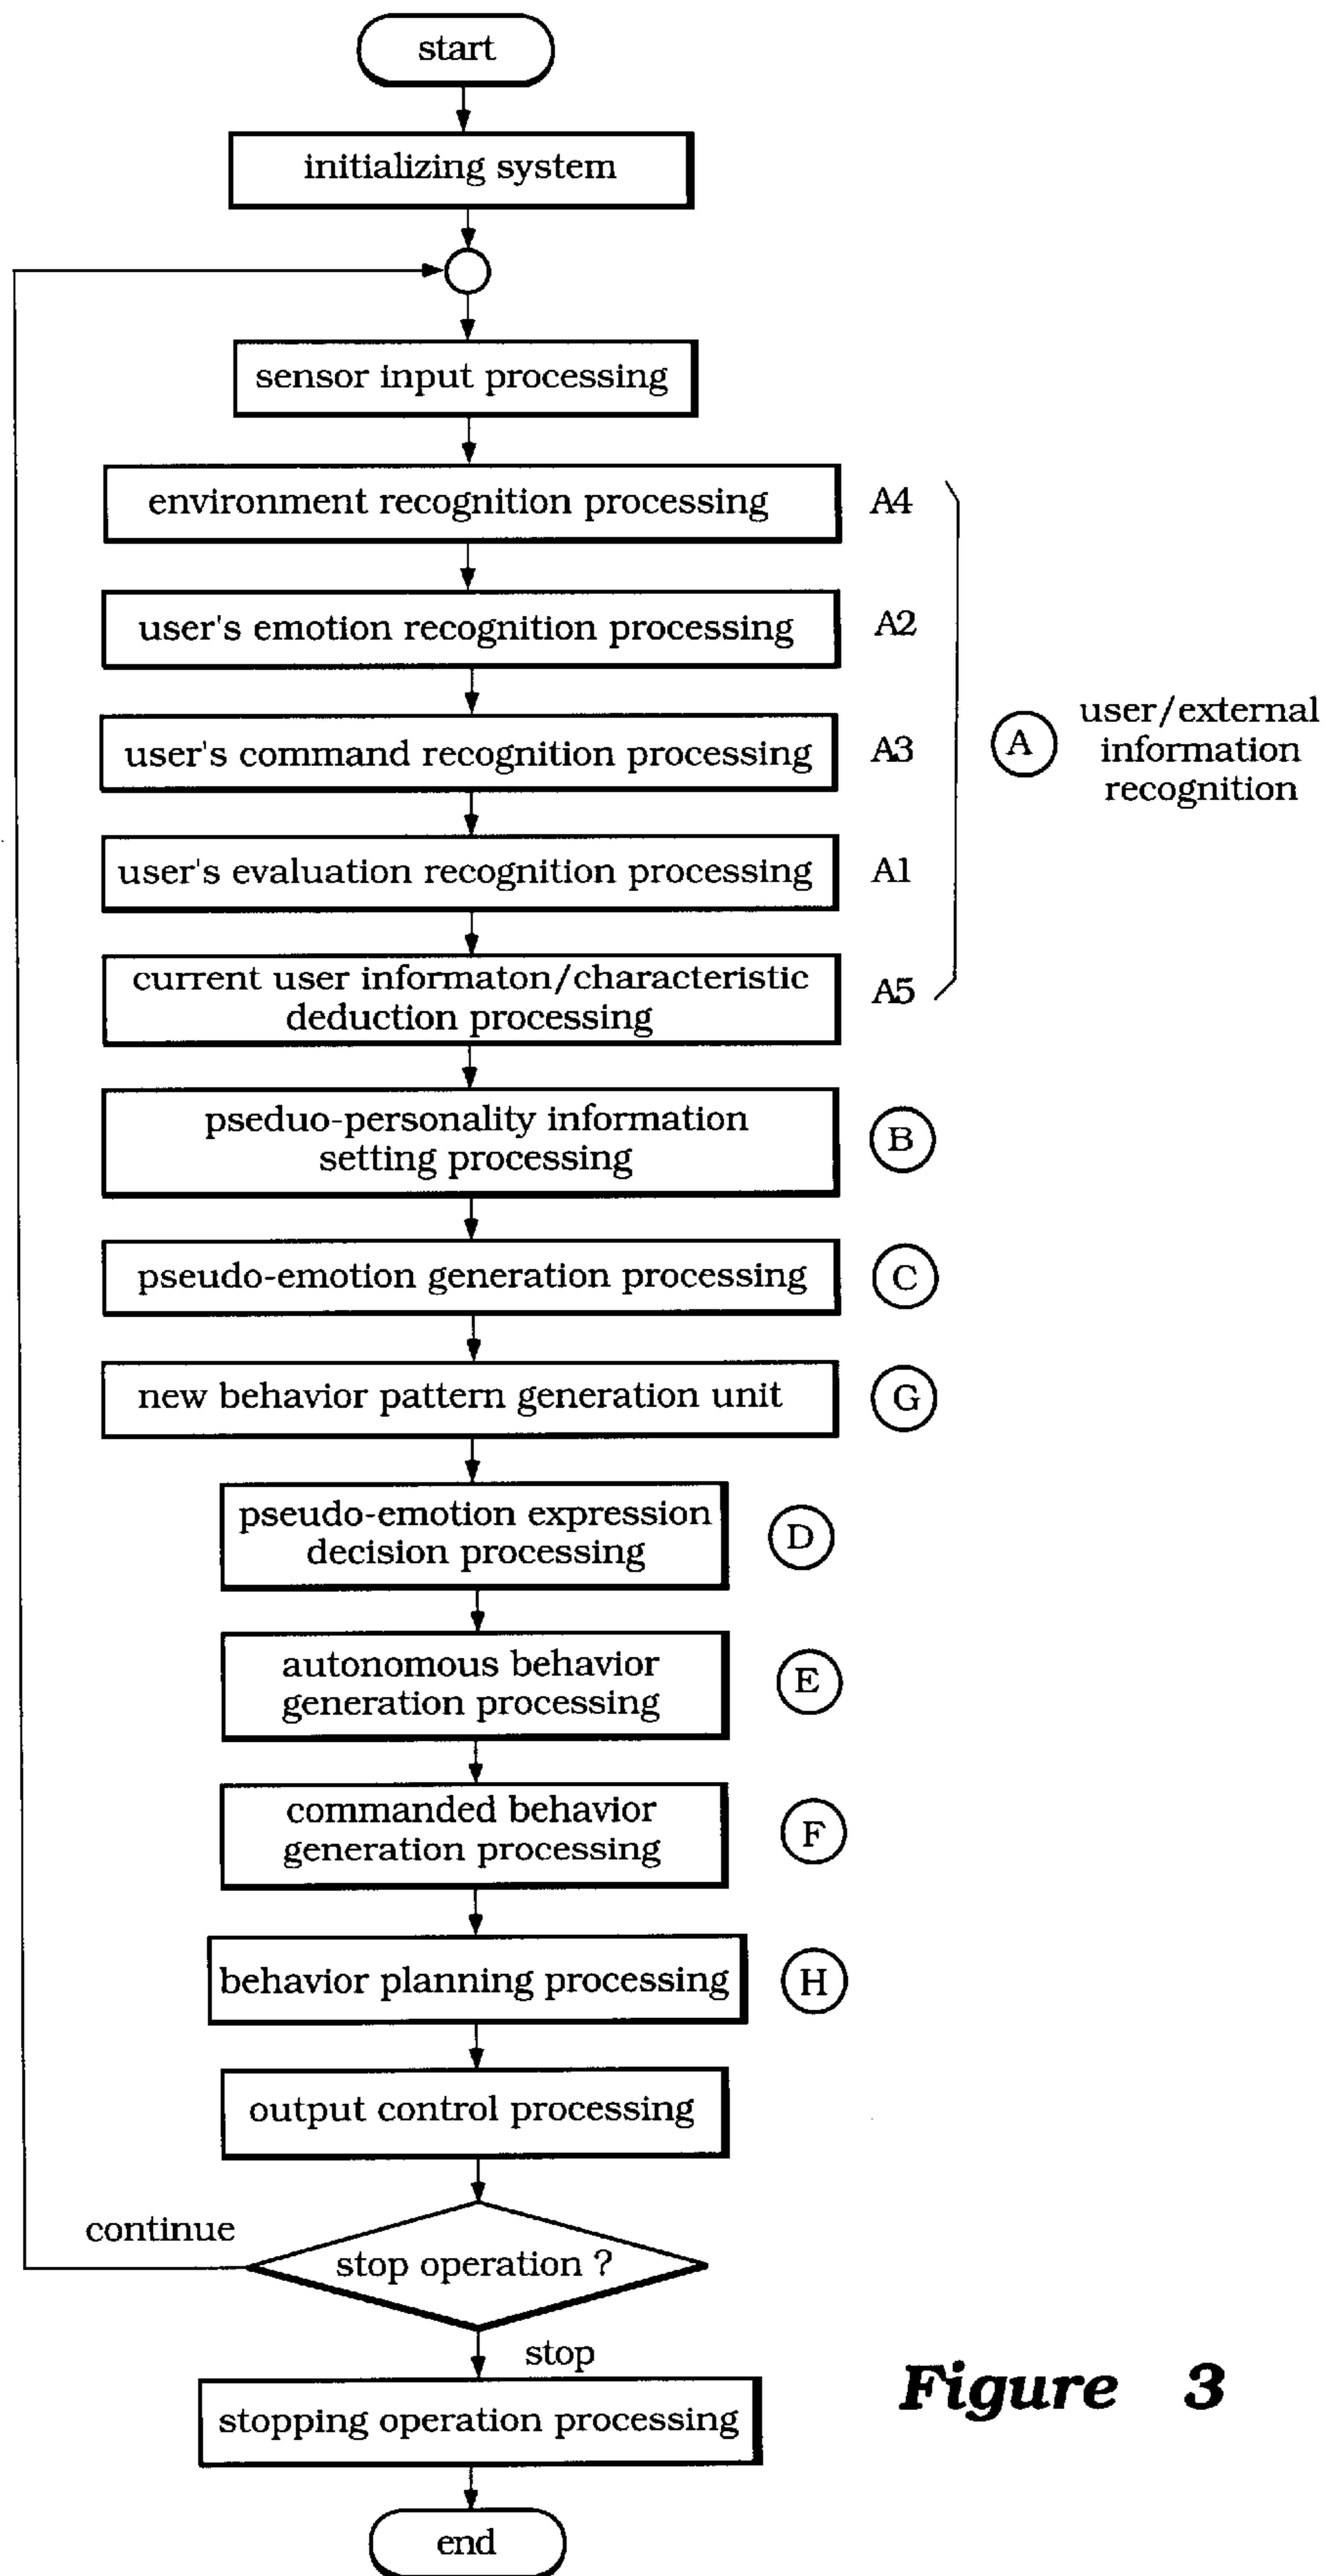 start
initializing system
sensor input processing
environment recognition processing
A4
user's emotion recognition processing
A2
user's command recognition processing
A3
user's evaluation recognition processing
A1
current user informaton/characteristic
deduction processing
A5
A
user/external
information
recognition
pseduo-personality information
setting processing
B
pseudo-emotion generation processing
C
new behavior pattern generation unit
G
pseudo-emotion expression
decision processing
D
autonomous behavior
generation processing
E
commanded behavior
generation processing
F
behavior planning processing
H
output control processing
continue
stop operation ?
stop
stopping operation processing
end
Figure 3